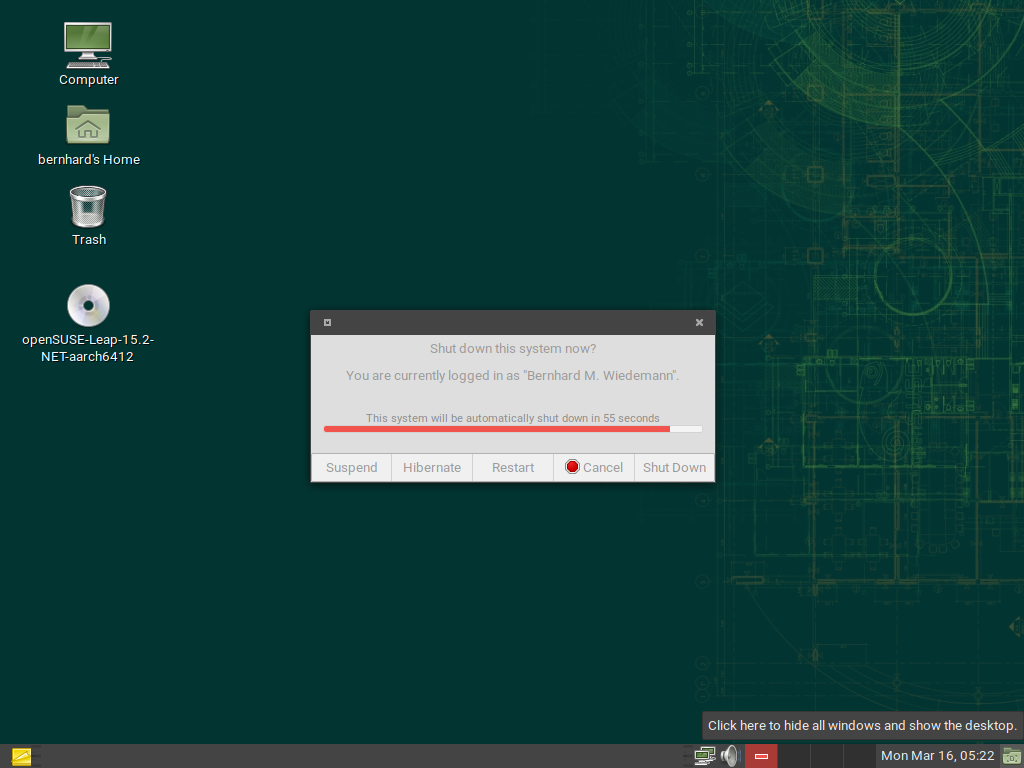 Computer
bernhard's Home
Trash
openSUSE-Leap-15.2-
NET-aarch6412
Shut down this system now?
You are currently logged in as "Bernhard M. Wiedemann".
This system will be automatically shut down in 55 seconds
Suspend
Hibernate
Restart
Cancel
Shut Down
Click here to hide all windows and show the desktop.
Mon Mar 16, 05:22